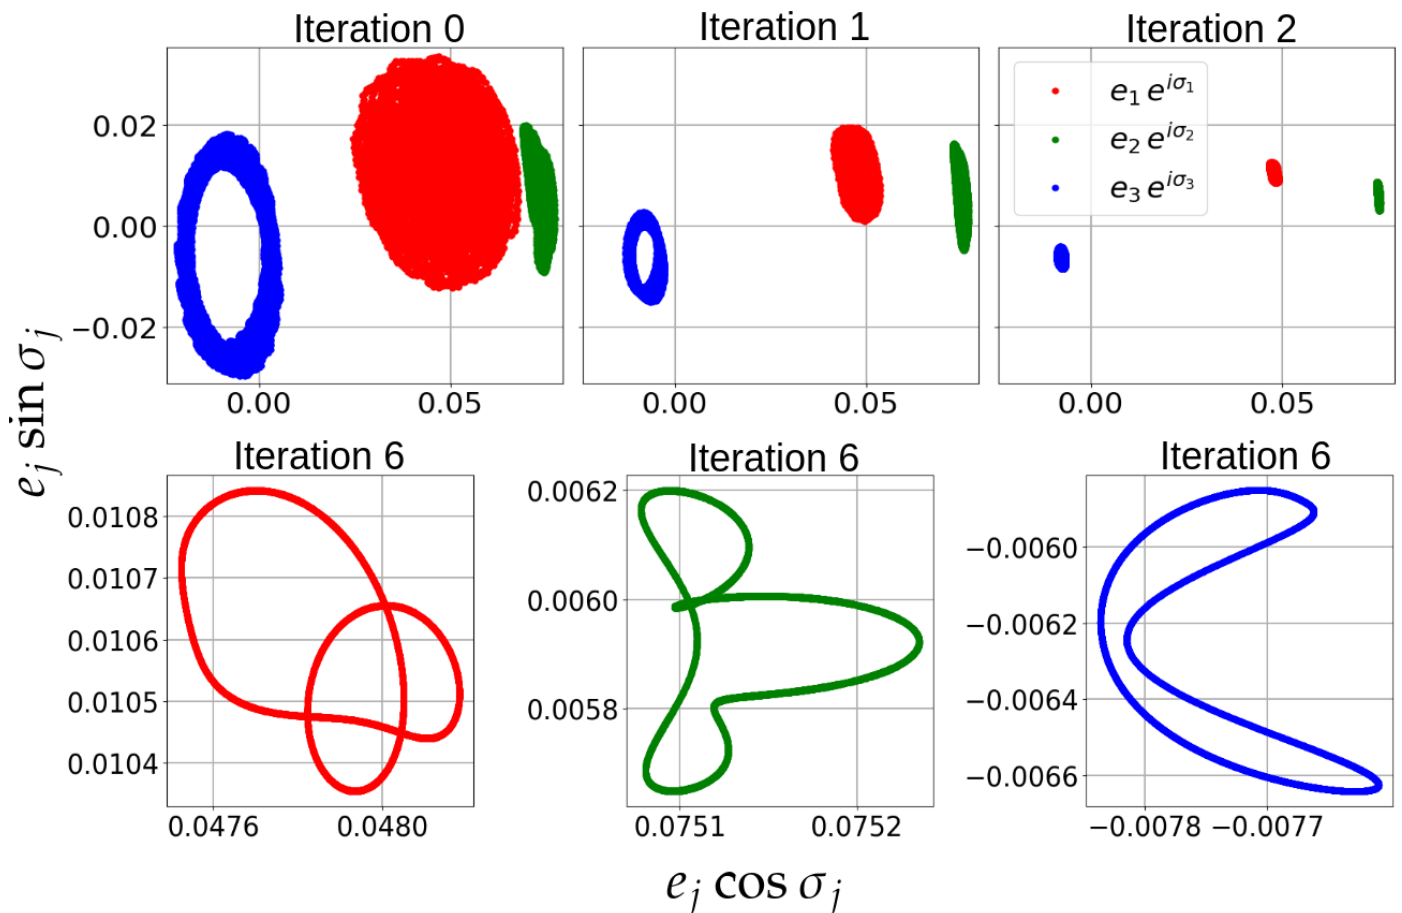 Iteration 0
Iteration 1
Iteration 2
e₁ e^{iσ₁}
e₂ e^{iσ₂}
e₃ e^{iσ₃}
0.02
0.00
−0.02
0.00 0.05
0.00 0.05
0.00 0.05
e_j sin σ_j
Iteration 6
Iteration 6
Iteration 6
0.0108
0.0107
0.0106
0.0105
0.0104
0.0476 0.0480
0.0062
0.0060
0.0058
0.0751 0.0752
−0.0060
−0.0062
−0.0064
−0.0066
−0.0078 −0.0077
e_j cos σ_j